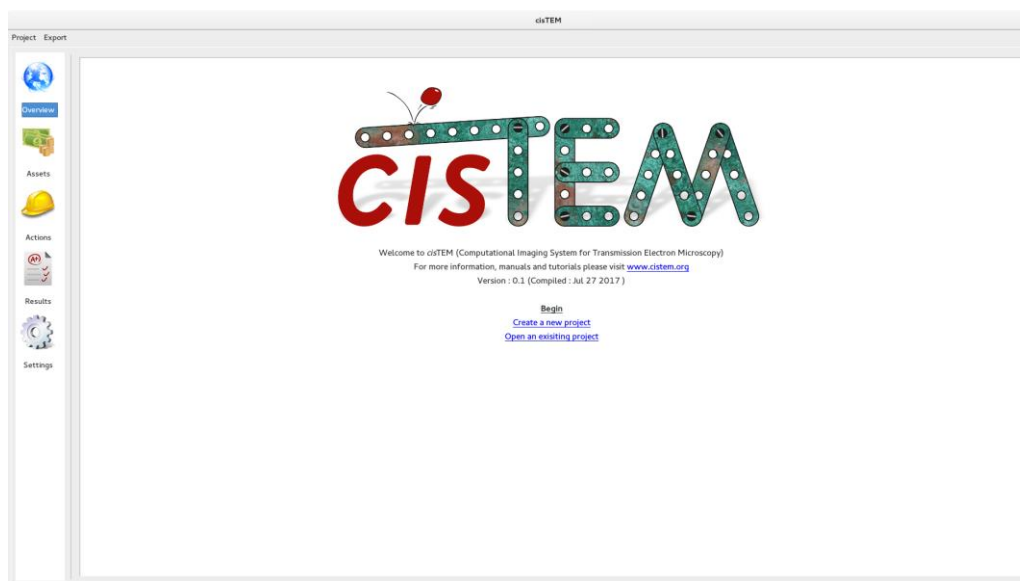 cisTEM
Project Export
Overview
Assets
Actions
Results
Settings
cisTEM
Welcome to cisTEM (Computational Imaging System for Transmission Electron Microscopy)
For more information, manuals and tutorials please visit www.cistem.org
Version : 0.1 (Compiled : Jul 27 2017 )
Begin
Create a new project
Open an exisiting project